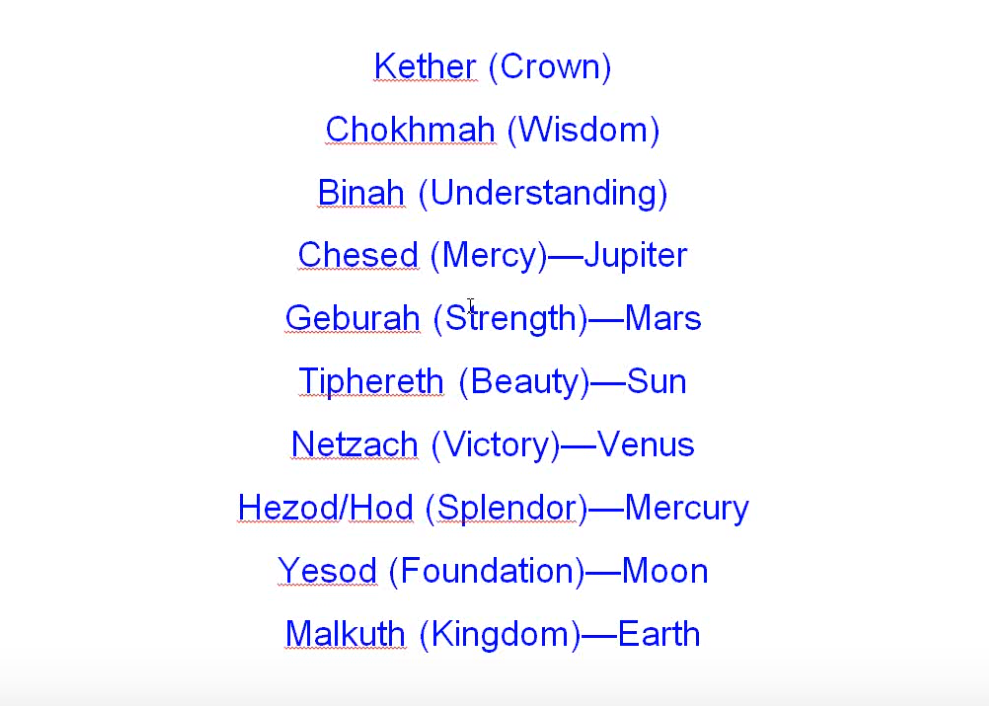 Kether (Crown)
Chokhmah (Wisdom)
Binah (Understanding)
Chesed (Mercy)—Jupiter
Geburah (Strength)—Mars
Tiphereth (Beauty)—Sun
Netzach (Victory)—Venus
Hezod/Hod (Splendor)—Mercury
Yesod (Foundation)—Moon
Malkuth (Kingdom)—Earth